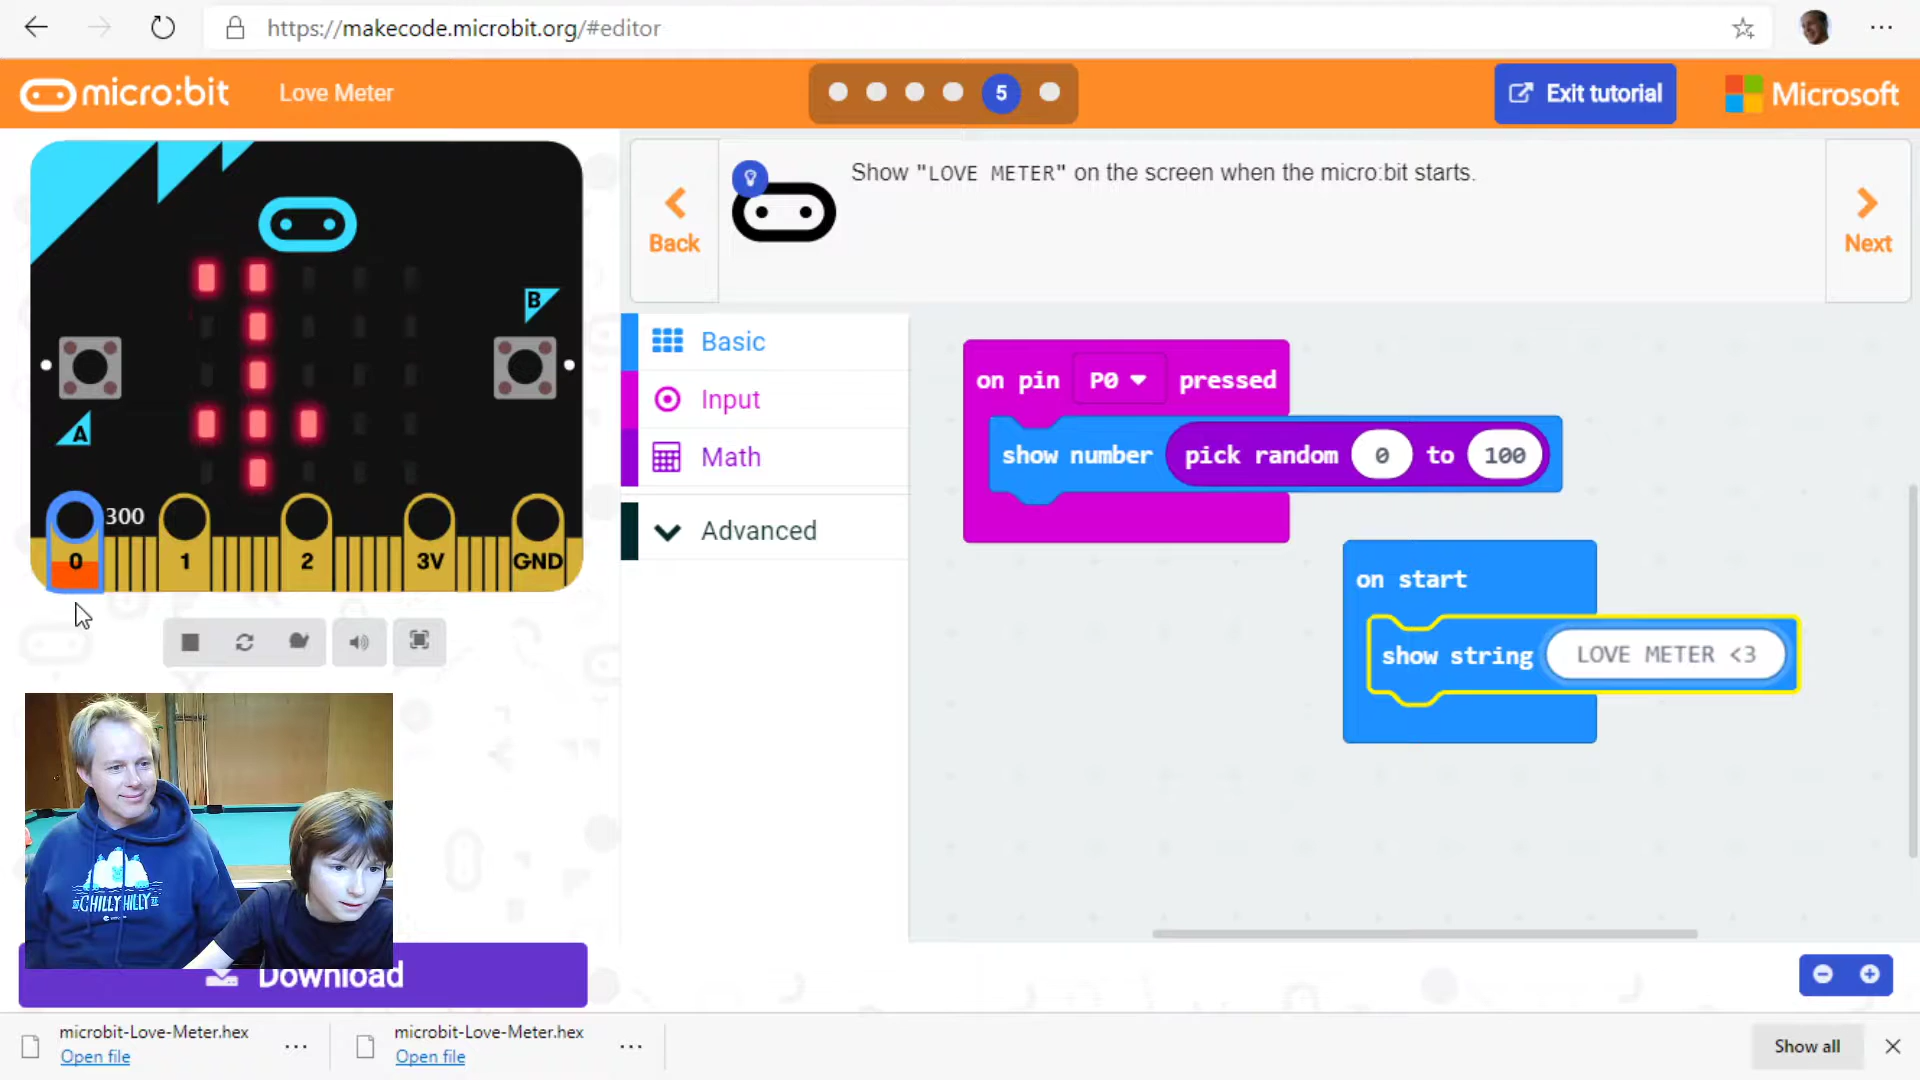 https://makecode.microbit.org/#editor
micro:bit
Love Meter
5
Exit tutorial
Microsoft
Back
Show "LOVE METER" on the screen when the micro:bit starts.
Next
B
A
300
0
1
2
3V
GND
Basic
Input
Math
Advanced
on pin P0 pressed
show number pick random 0 to 100
on start
show string LOVE METER <3
CHILLY HILLY
Download
microbit-Love-Meter.hex
Open file
microbit-Love-Meter.hex
Open file
Show all